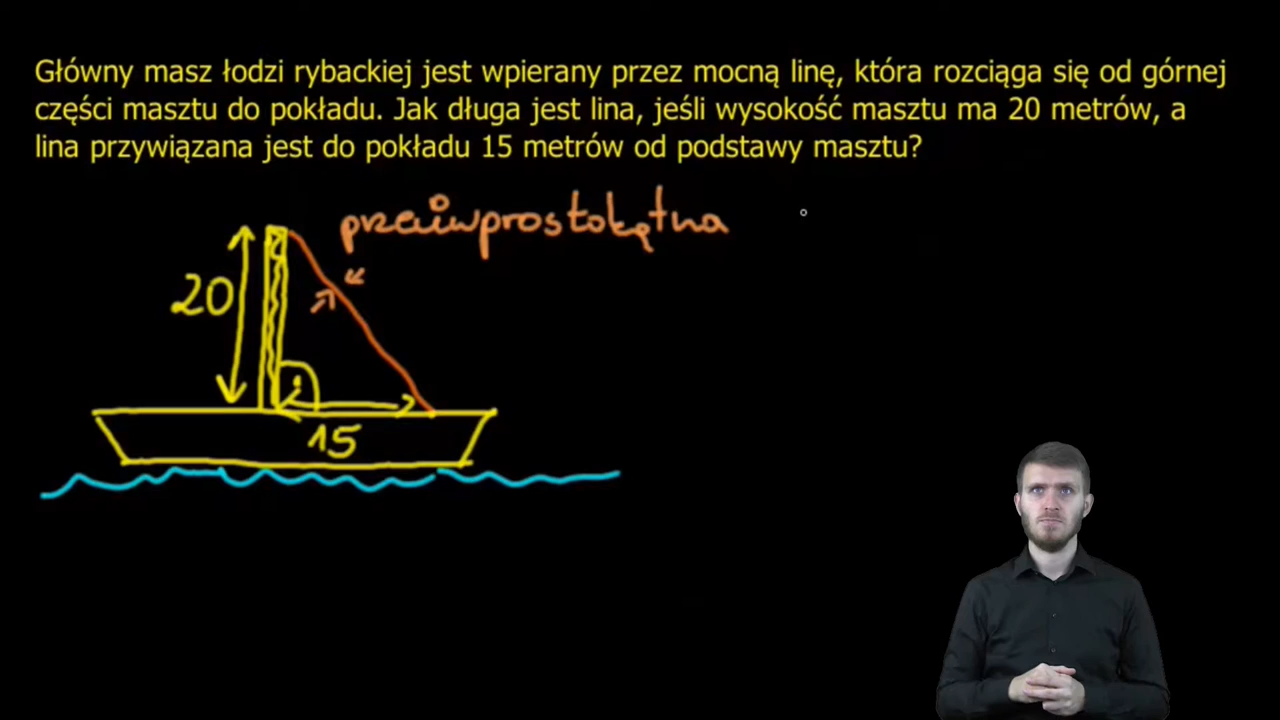 Główny masz łodzi rybackiej jest wpierany przez mocną linę, która rozciąga się od górnej
części masztu do pokładu. Jak długa jest lina, jeśli wysokość masztu ma 20 metrów, a
lina przywiązana jest do pokładu 15 metrów od podstawy masztu?
przeciwprostokętna
20
15